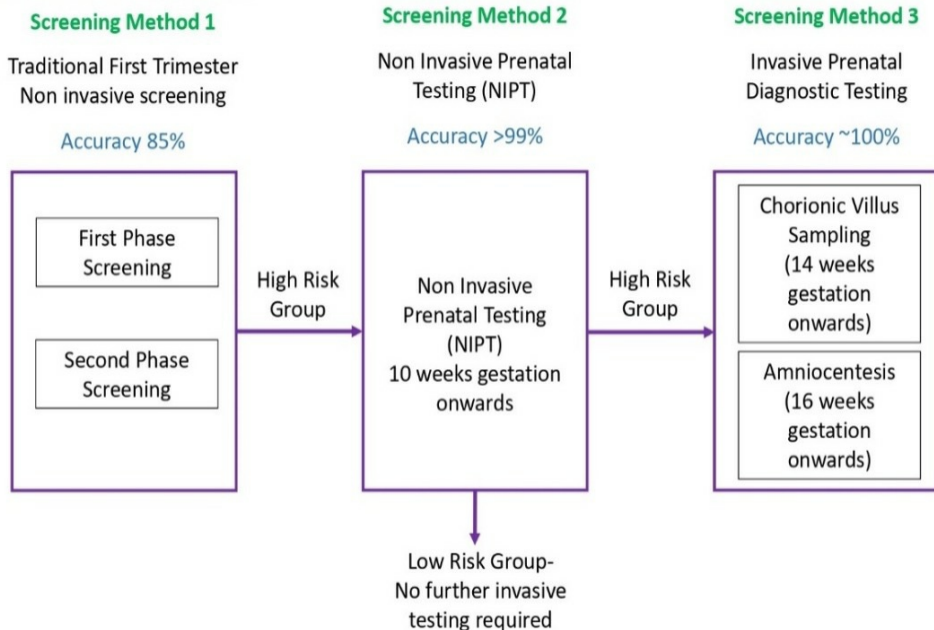 Screening Method 1
Traditional First Trimester
Non invasive screening
Accuracy 85%
First Phase
Screening
Second Phase
Screening
High Risk
Group
Screening Method 2
Non Invasive Prenatal
Testing (NIPT)
Accuracy >99%
Non Invasive
Prenatal Testing
(NIPT)
10 weeks gestation
onwards
Low Risk Group-
No further invasive
testing required
High Risk
Group
Screening Method 3
Invasive Prenatal
Diagnostic Testing
Accuracy ~100%
Chorionic Villus
Sampling
(14 weeks
gestation
onwards)
Amniocentesis
(16 weeks
gestation
onwards)